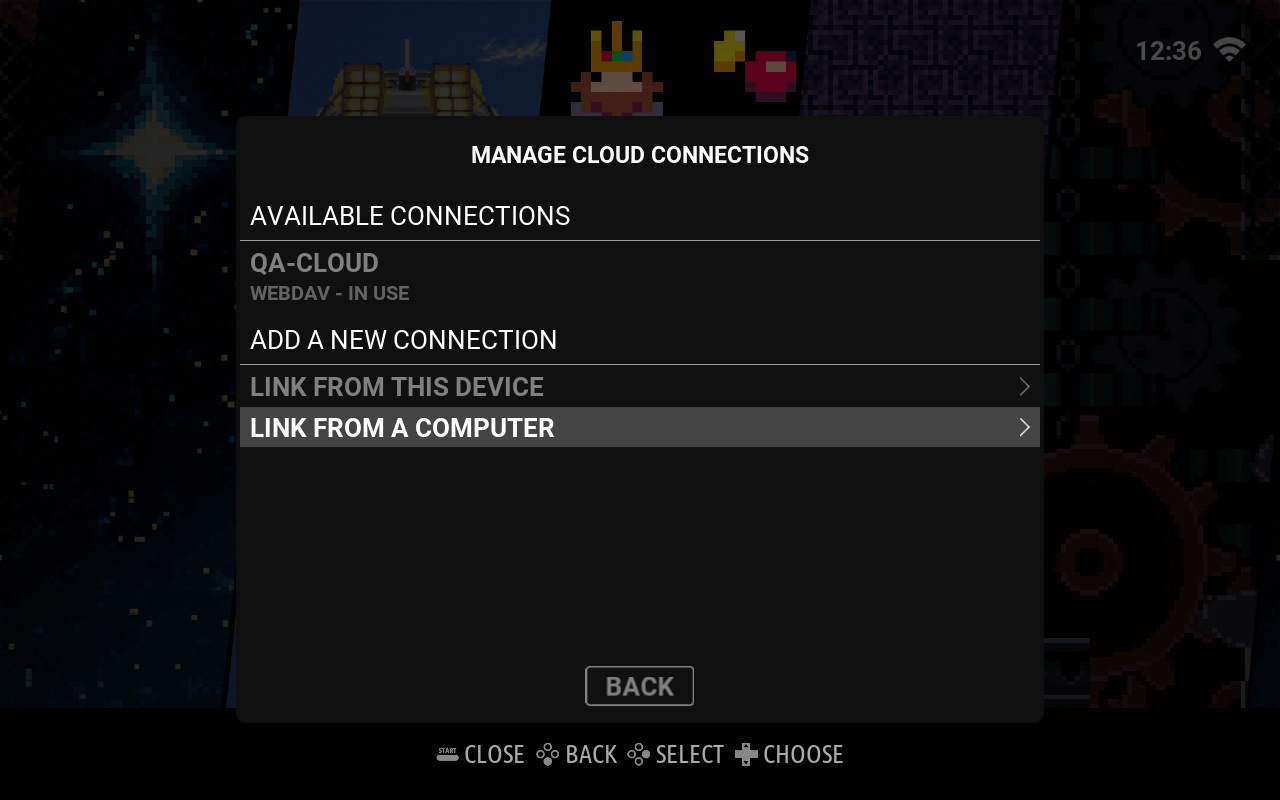 12:36
MANAGE CLOUD CONNECTIONS
AVAILABLE CONNECTIONS
QA-CLOUD
WEBDAV - IN USE
ADD A NEW CONNECTION
LINK FROM THIS DEVICE
LINK FROM A COMPUTER
BACK
START CLOSE BACK SELECT CHOOSE